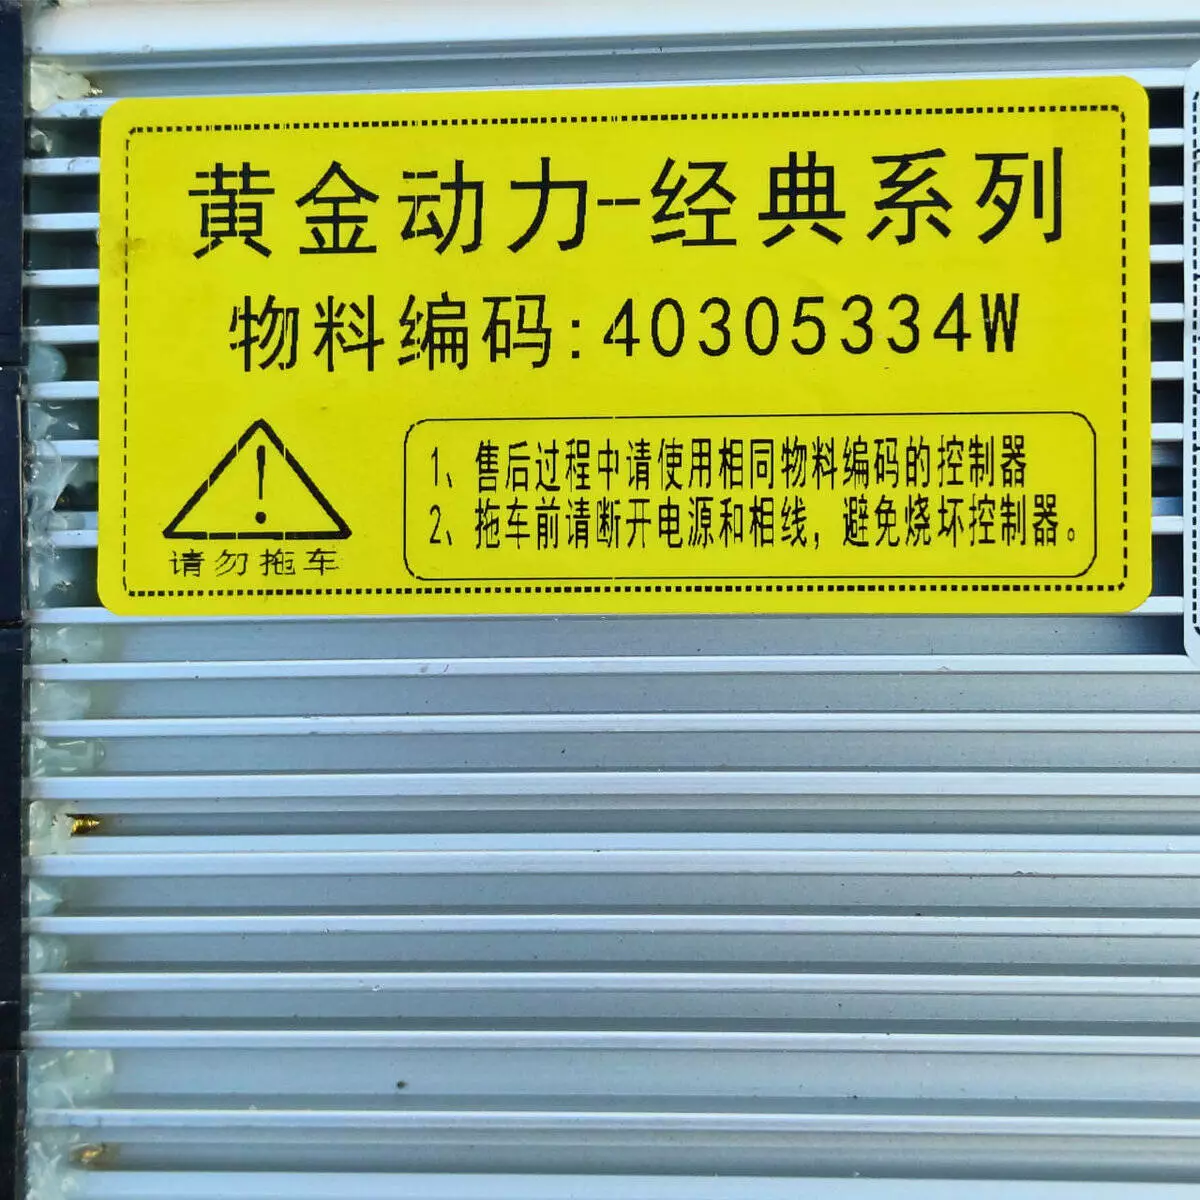 黄金动力-经典系列
物料编码:40305334W
请勿拖车
1、售后过程中请使用相同物料编码的控制器
2、拖车前请断开电源和相线，避免烧坏控制器。